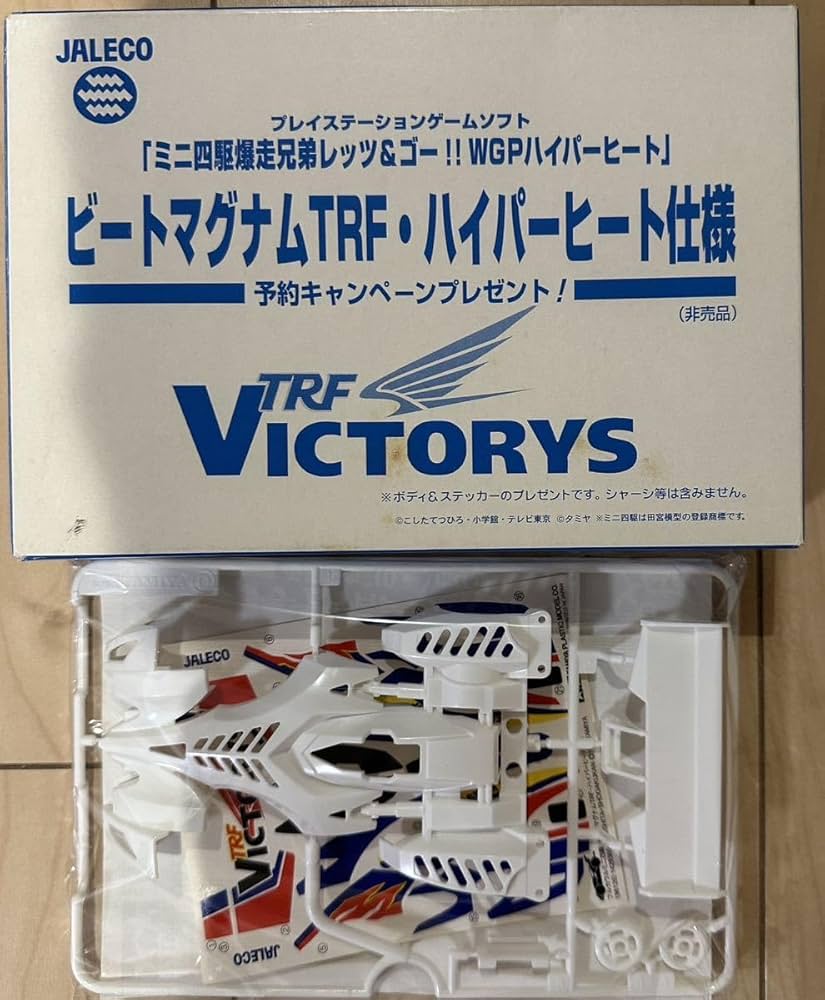 JALECO
プレイステーションゲームソフト
「ミニ四駆爆走兄弟レッツ&ゴー!! WGPハイパーヒート」
ビートマグナムTRF・ハイパーヒート仕様
予約キャンペーンプレゼント!
(非売品)
TRF
VICTORYS
※ボディ&ステッカーのプレゼントです。シャーシ等は含みません。
©こしたてつひろ・小学館・テレビ東京 ©タミヤ ※ミニ四駆は田宮模型の登録商標です。
JALECO
TRF
VICT
JALECO